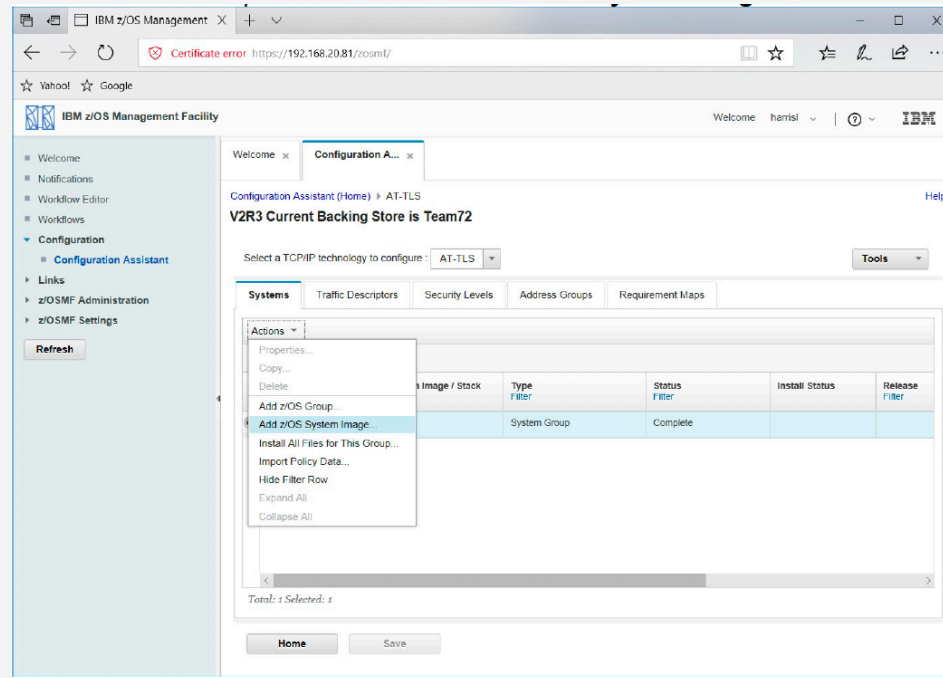 IBM z/OS Management
Certificate error https://192.168.20.81/zosmf/
Yahoo! Google
IBM z/OS Management Facility
Welcome harrisl
IBM
Welcome
Notifications
Workflow Editor
Workflows
Configuration
Configuration Assistant
Links
z/OSMF Administration
z/OSMF Settings
Refresh
Welcome Configuration A...
Configuration Assistant (Home) AT-TLS Help
V2R3 Current Backing Store is Team72
Select a TCP/IP technology to configure : AT-TLS Tools
Systems Traffic Descriptors Security Levels Address Groups Requirement Maps
Actions
Properties...
Copy...
Delete
Add z/OS Group...
Add z/OS System Image...
Install All Files for This Group...
Import Policy Data...
Hide Filter Row
Expand All
Collapse All
Image / Stack Type Status Install Status Release
Filter Filter Filter
System Group Complete
Total: 1 Selected: 1
Home Save